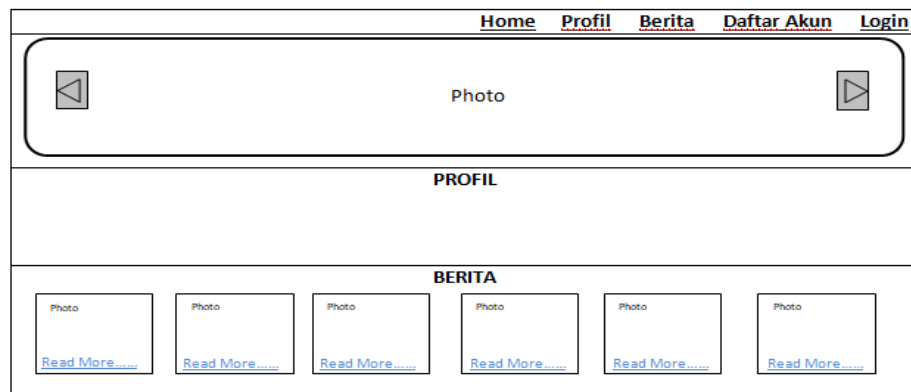 Home Profil Berita Daftar Akun Login
Photo
PROFIL
BERITA
Photo Photo Photo Photo Photo Photo
Read More...... Read More...... Read More...... Read More...... Read More...... Read More......